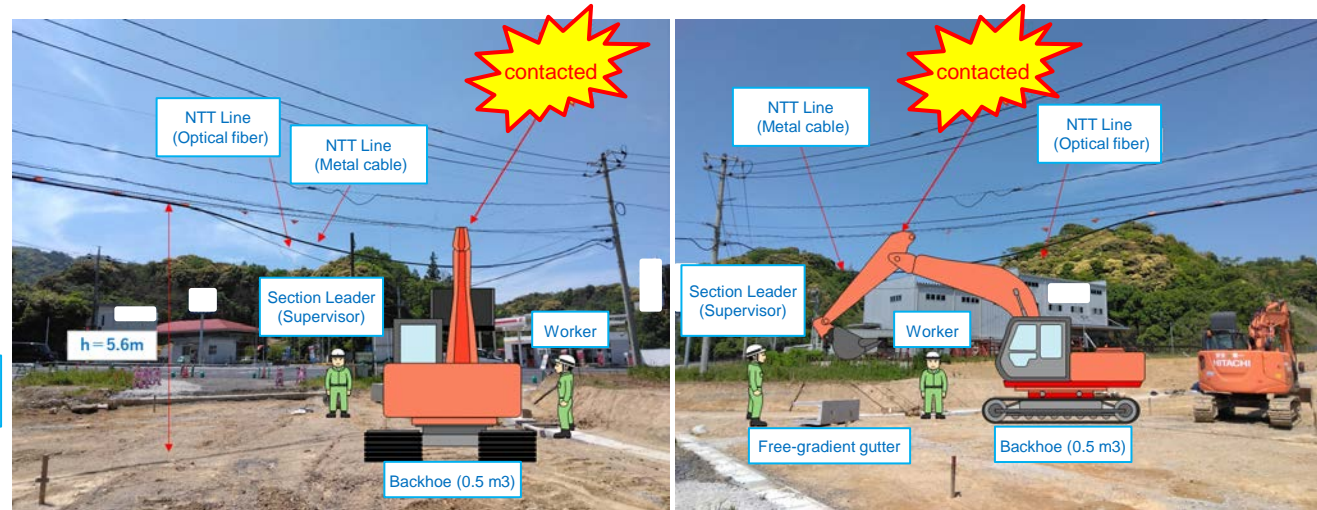 contacted
NTT Line
(Optical fiber)
NTT Line
(Metal cable)
Section Leader
(Supervisor)
Worker
h=5.6m
Backhoe (0.5 m3)
contacted
NTT Line
(Metal cable)
NTT Line
(Optical fiber)
Section Leader
(Supervisor)
Worker
HITACHI
Free-gradient gutter
Backhoe (0.5 m3)